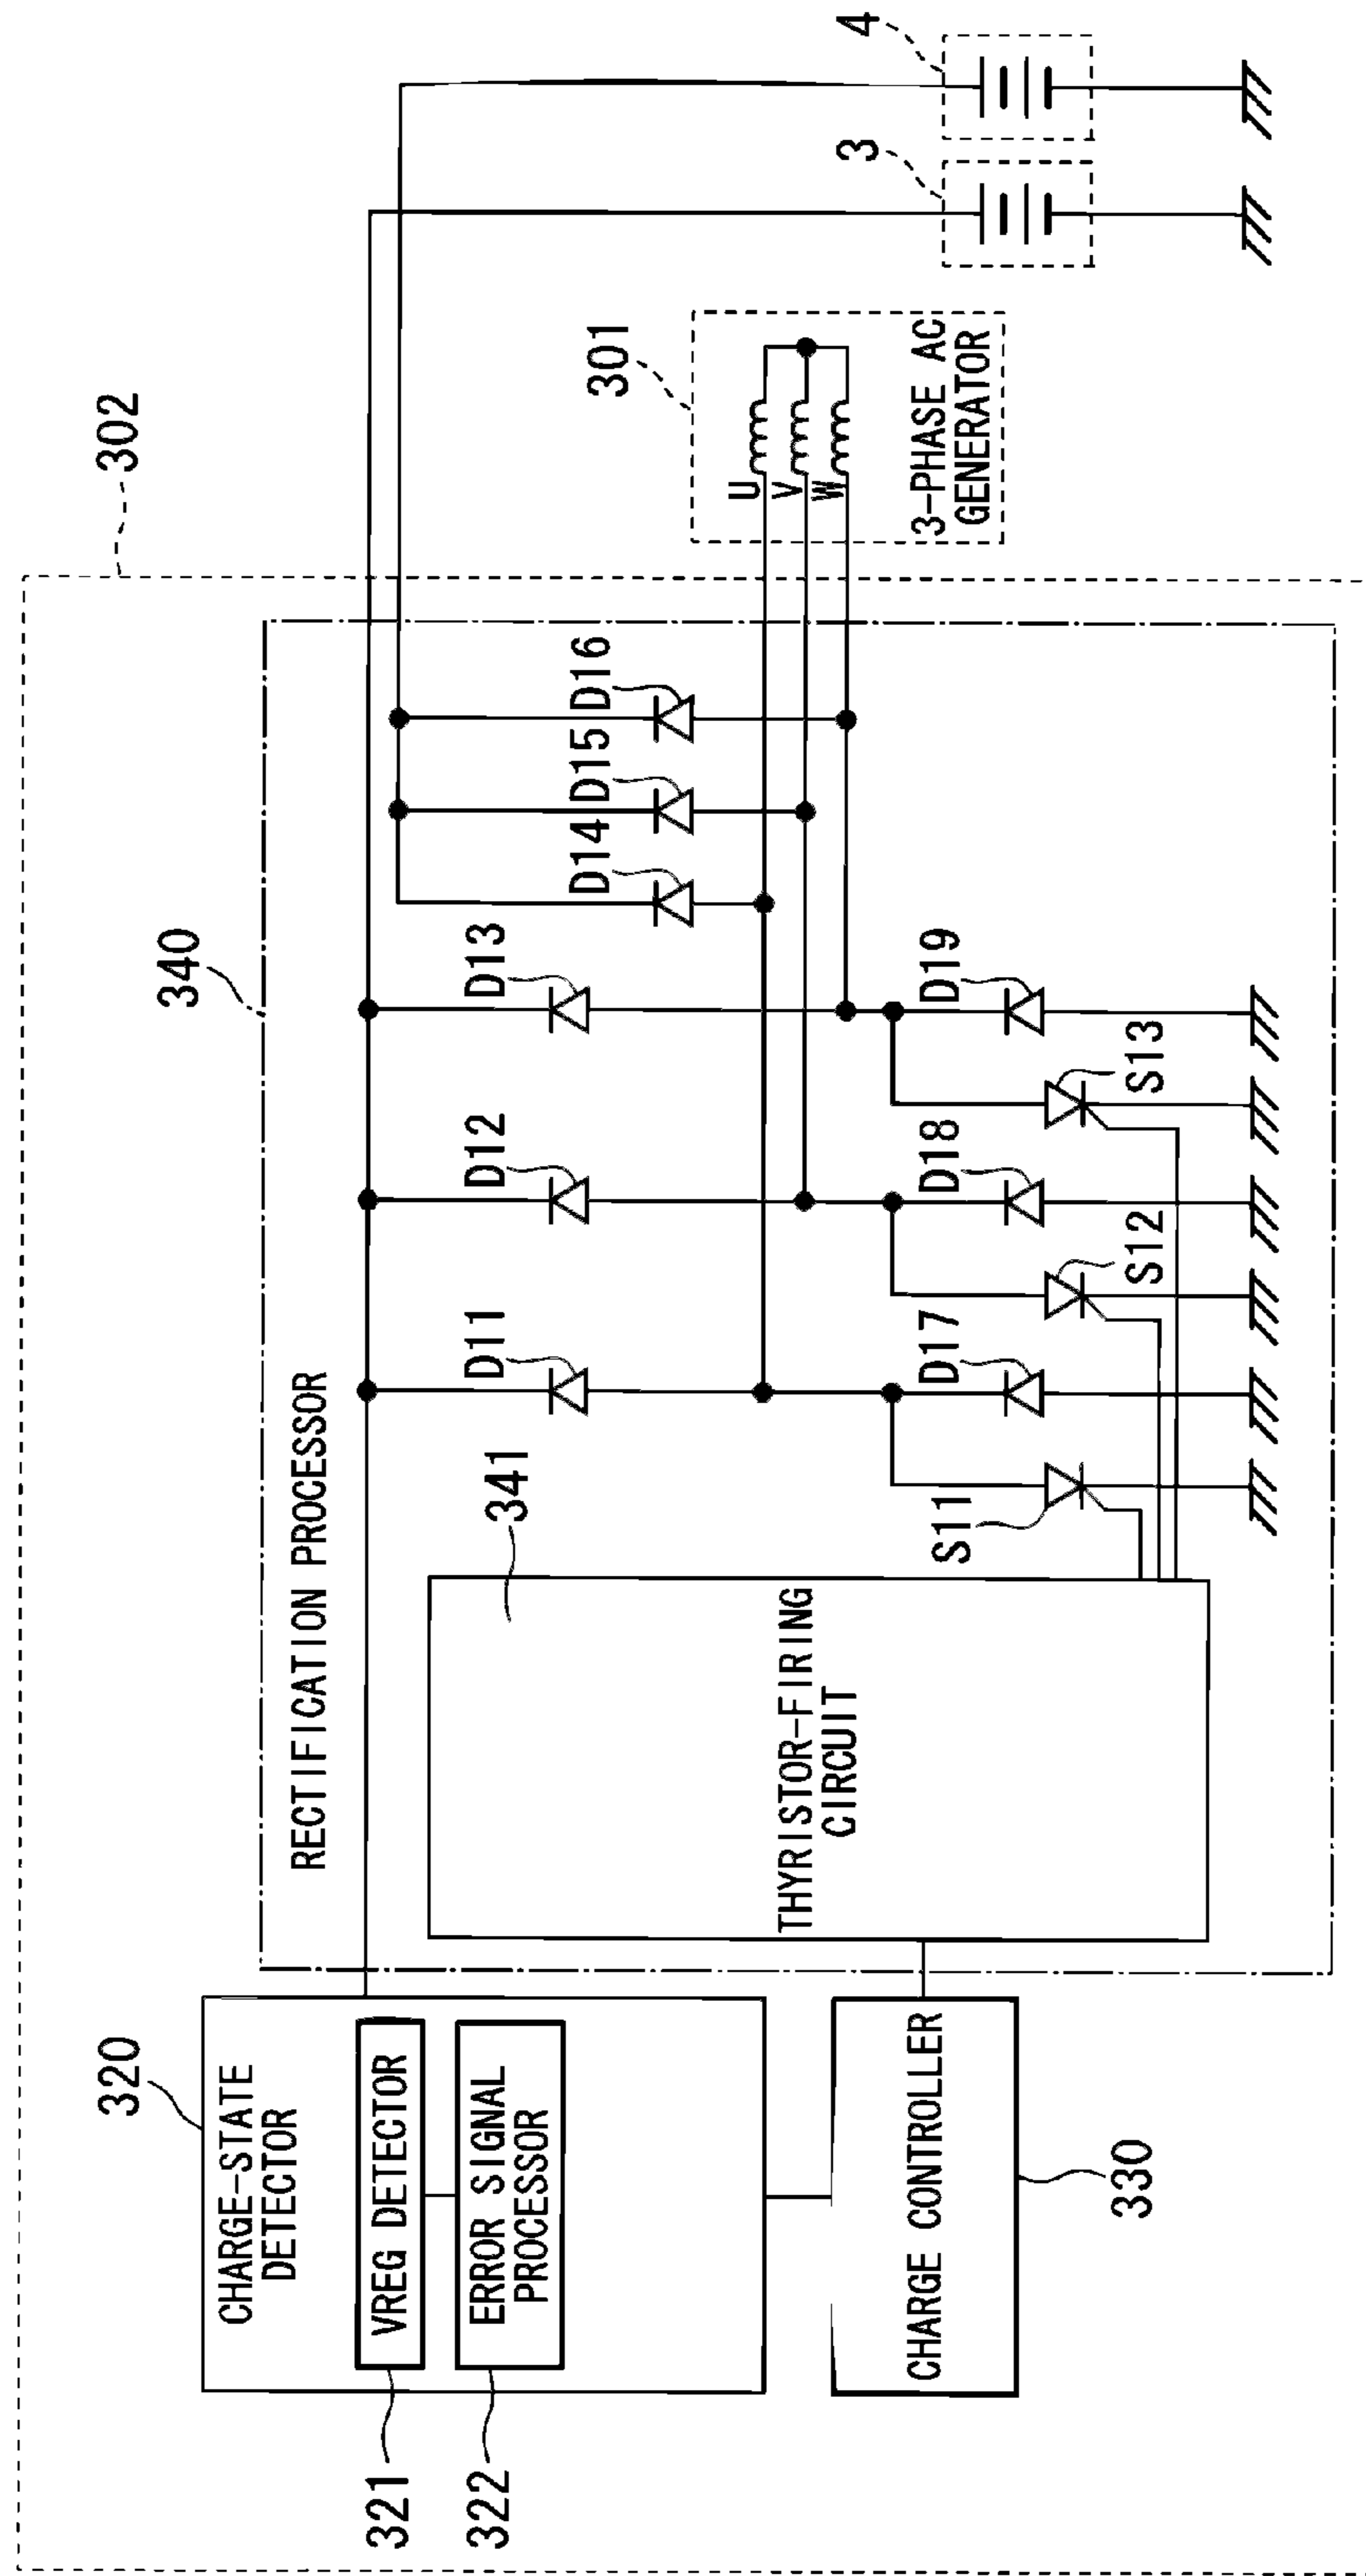 302
340
320
CHARGE-STATE
DETECTOR
321
VREG DETECTOR
322
ERROR SIGNAL
PROCESSOR
CHARGE CONTROLLER
330
RECTIFICATION PROCESSOR
341
THYRISTOR-FIRING
CIRCUIT
D11
D12
D13
D14
D15
D16
S11
D17
S12
D18
S13
D19
301
U
V
W
3-PHASE AC
GENERATOR
3
4